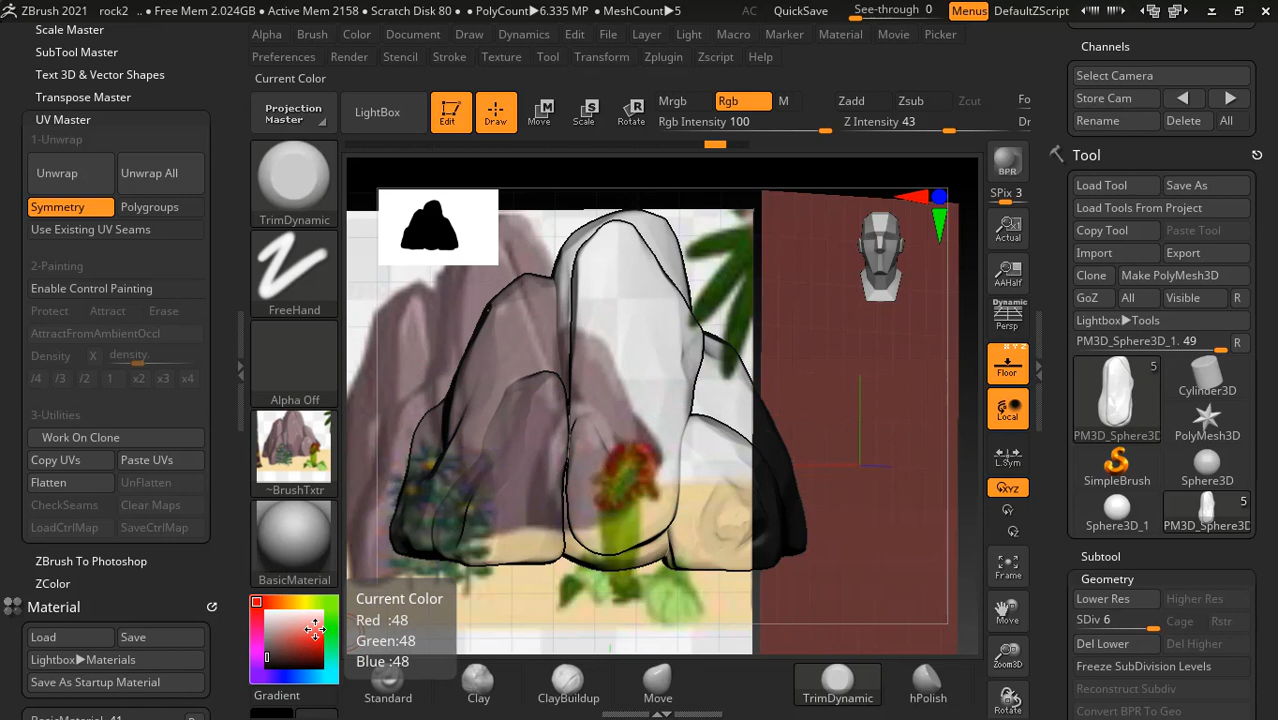 ZBrush 2021 rock2 .. • Free Mem 2.024GB • Active Mem 2158 • Scratch Disk 80 • PolyCount▶6.335 MP • MeshCount▶5 AC QuickSave See-through 0 Menus DefaultZScript
Alpha Brush Color Document Draw Dynamics Edit File Layer Light Macro Marker Material Movie Picker
Preferences Render Stencil Stroke Texture Tool Transform Zplugin Zscript Help
Current Color
Projection Master
LightBox
Edit
Draw
Move
Scale
Rotate
Mrgb Rgb M Zadd Zsub Zcut Fo
Rgb Intensity 100 Z Intensity 43 Dr
Scale Master
SubTool Master
Text 3D & Vector Shapes
Transpose Master
UV Master
1-Unwrap
Unwrap Unwrap All
Symmetry Polygroups
Use Existing UV Seams
2-Painting
Enable Control Painting
Protect Attract Erase
AttractFromAmbientOccl
Density X density.
/4 /3 /2 1 x2 x3 x4
3-Utilities
Work On Clone
Copy UVs Paste UVs
Flatten UnFlatten
CheckSeams Clear Maps
LoadCtrlMap SaveCtrlMap
ZBrush To Photoshop
ZColor
Material
Load Save
Lightbox▶Materials
Save As Startup Material
BasicMaterial 41 R
TrimDynamic
FreeHand
Alpha Off
~BrushTxtr
BasicMaterial
Gradient
Current Color
Red :48
Green:48
Blue :48
Standard
Clay
ClayBuildup
Move
TrimDynamic
hPolish
BPR
SPix 3
Actual
AAHalf
Dynamic
Persp
X Y Z
Floor
Local
L.Sym
XYZ
Y
Z
Frame
Move
Zoom3D
Rotate
Channels
Select Camera
Store Cam
Rename Delete All
Tool
Load Tool Save As
Load Tools From Project
Copy Tool Paste Tool
Import Export
Clone Make PolyMesh3D
GoZ All Visible R
Lightbox▶Tools
PM3D_Sphere3D_1. 49 R
5
PM3D_Sphere3D
Cylinder3D
PolyMesh3D
SimpleBrush
Sphere3D
Sphere3D_1
5
PM3D_Sphere3D
Subtool
Geometry
Lower Res Higher Res
SDiv 6 Cage Rstr
Del Lower Del Higher
Freeze SubDivision Levels
Reconstruct Subdiv
Convert BPR To Geo